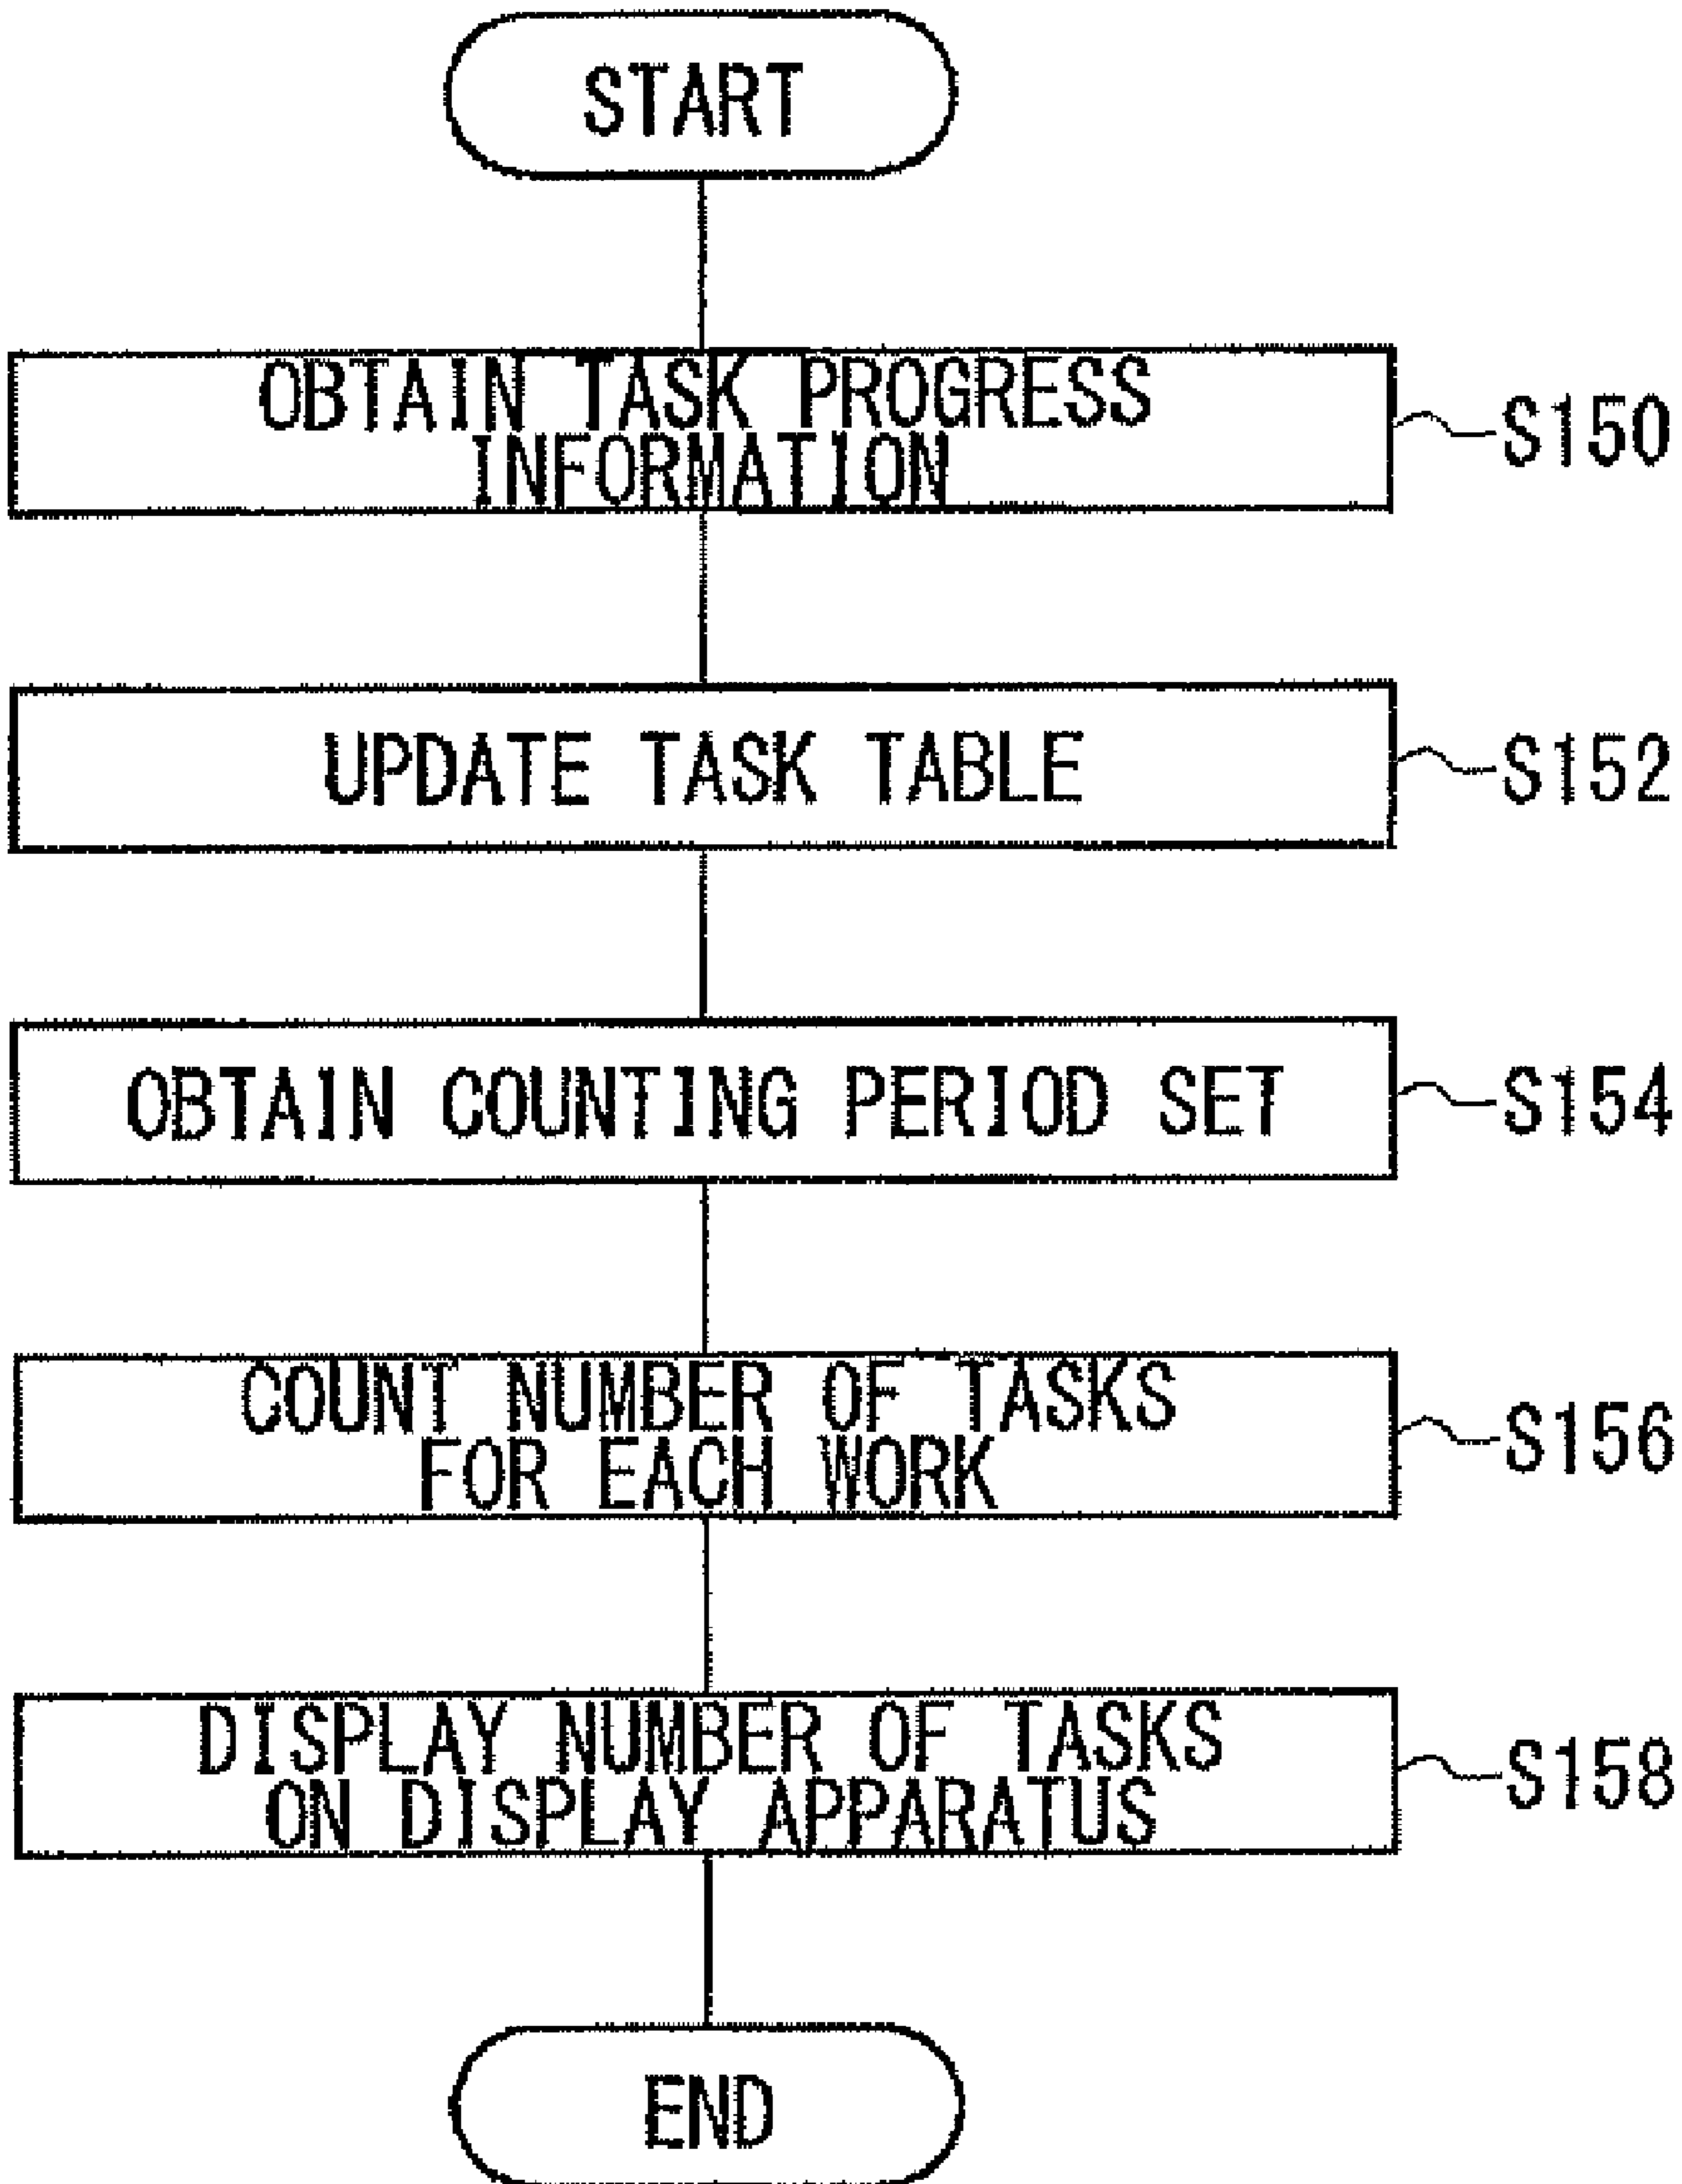 START
OBTAIN TASK PROGRESS
INFORMATION
S150
UPDATE TASK TABLE
S152
OBTAIN COUNTING PERIOD SET
S154
COUNT NUMBER OF TASKS
FOR EACH WORK
S156
DISPLAY NUMBER OF TASKS
ON DISPLAY APPARATUS
S158
END